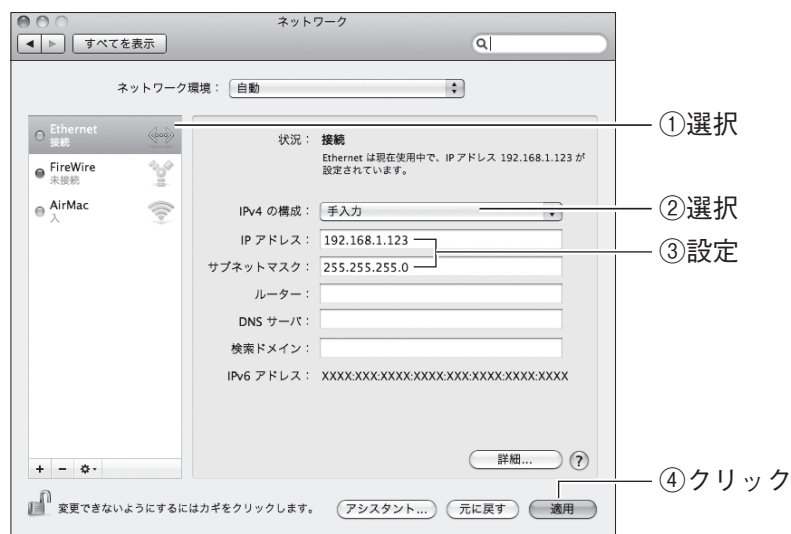 ネットワーク
すべてを表示
ネットワーク環境： 自動
Ethernet
接続
FireWire
未接続
AirMac
入
状況： 接続
Ethernet は現在使用中で、IP アドレス 192.168.1.123 が
設定されています。
IPv4 の構成： 手入力
IP アドレス： 192.168.1.123
サブネットマスク： 255.255.255.0
ルーター：
DNS サーバ：
検索ドメイン：
IPv6 アドレス： XXXX:XXX:XXXX:XXXX:XXX:XXXX:XXXX:XXXX
詳細... ?
変更できないようにするにはカギをクリックします。 アシスタント... 元に戻す 適用
①選択
②選択
③設定
④クリック